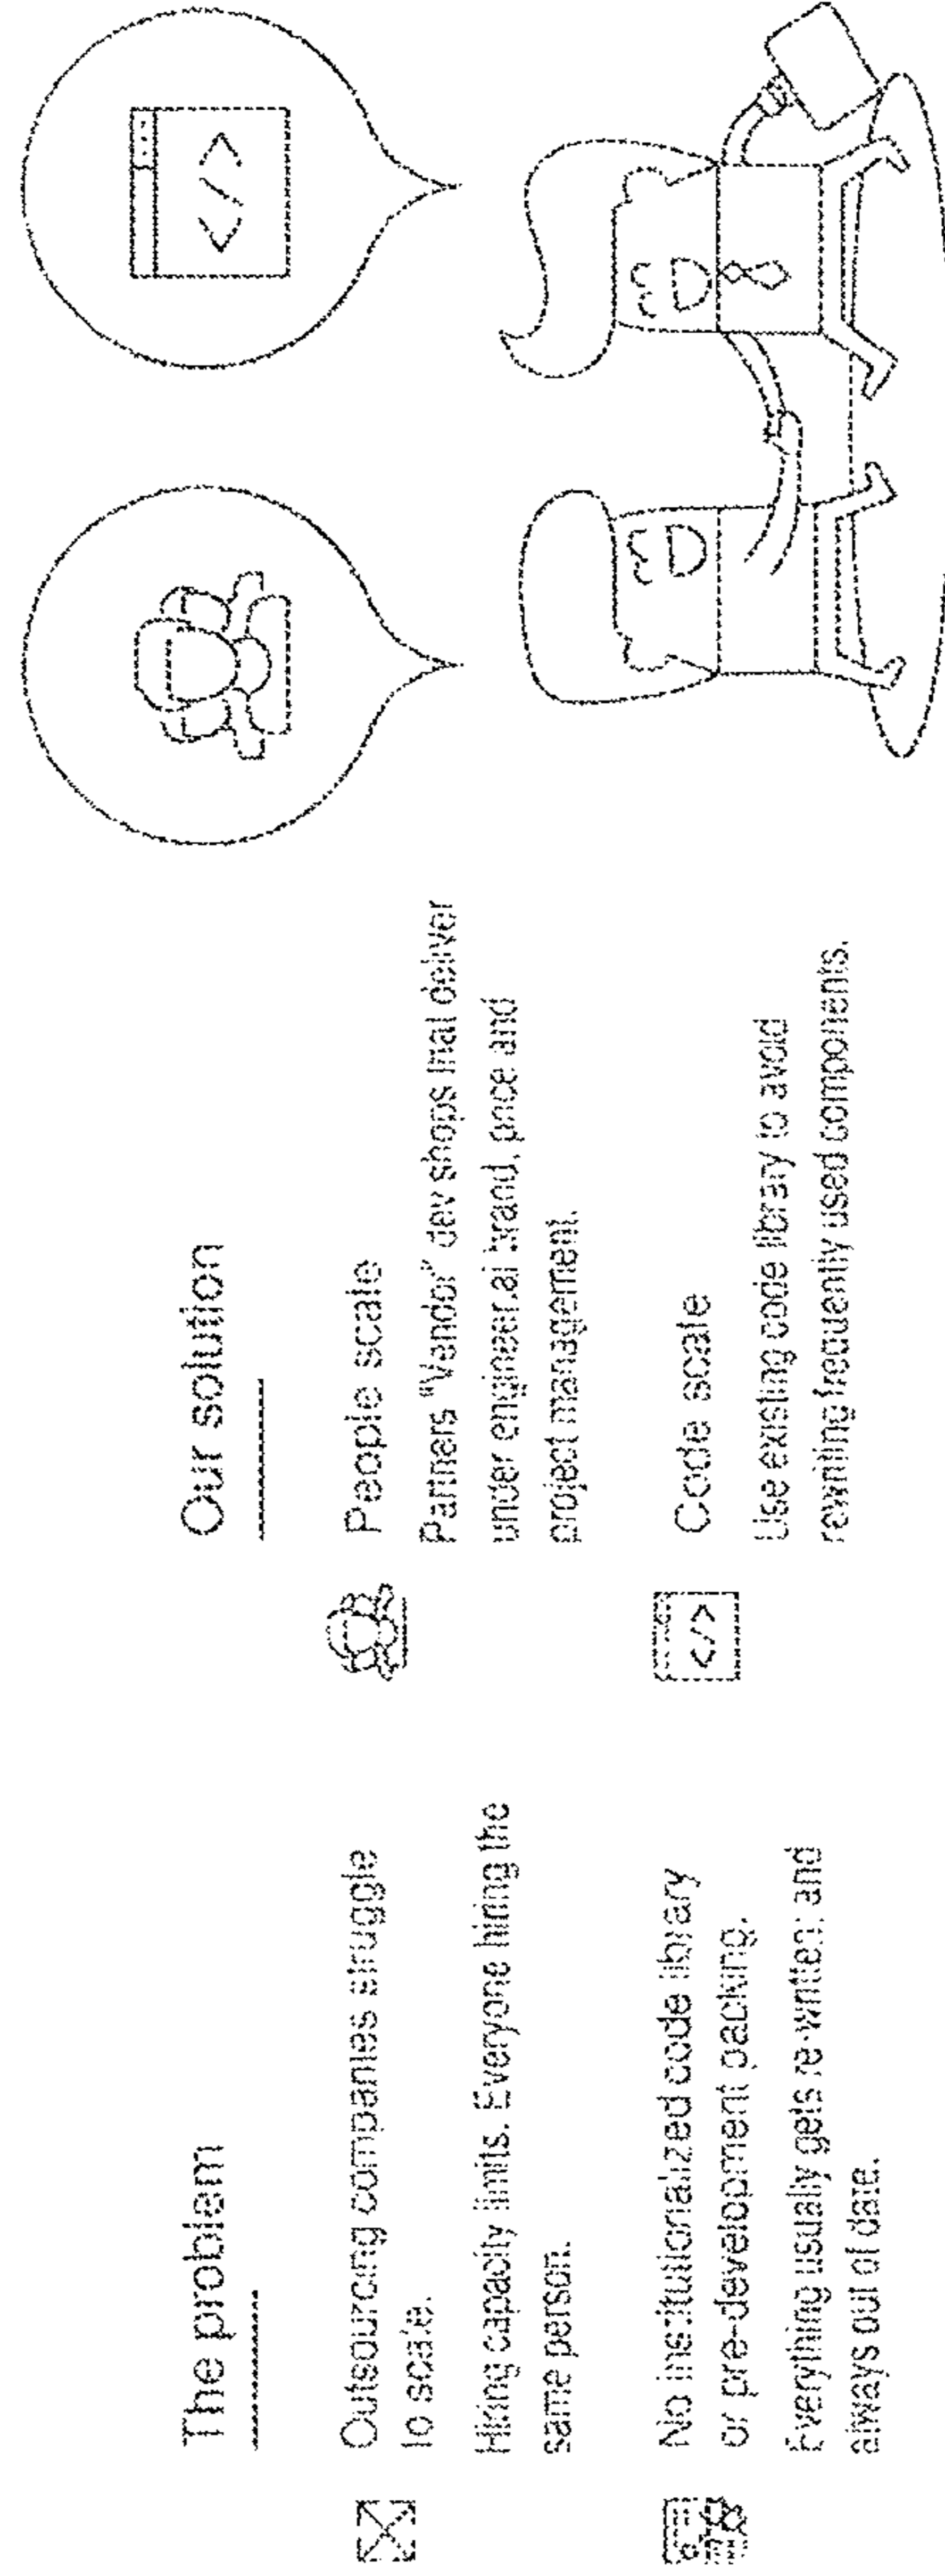 The problem
Outsourcing companies struggle
to scale.
Hiring capacity limits. Everyone hiring the
same person.
No institutionalized code library
or pre-development packing.
Everything usually gets re-written and
always out of date.
Our solution
People scale
Partners "Vendor" dev shops that deliver
under engineer.ai brand, price and
project management.
Code scale
Use existing code library to avoid
rewriting frequently used components.